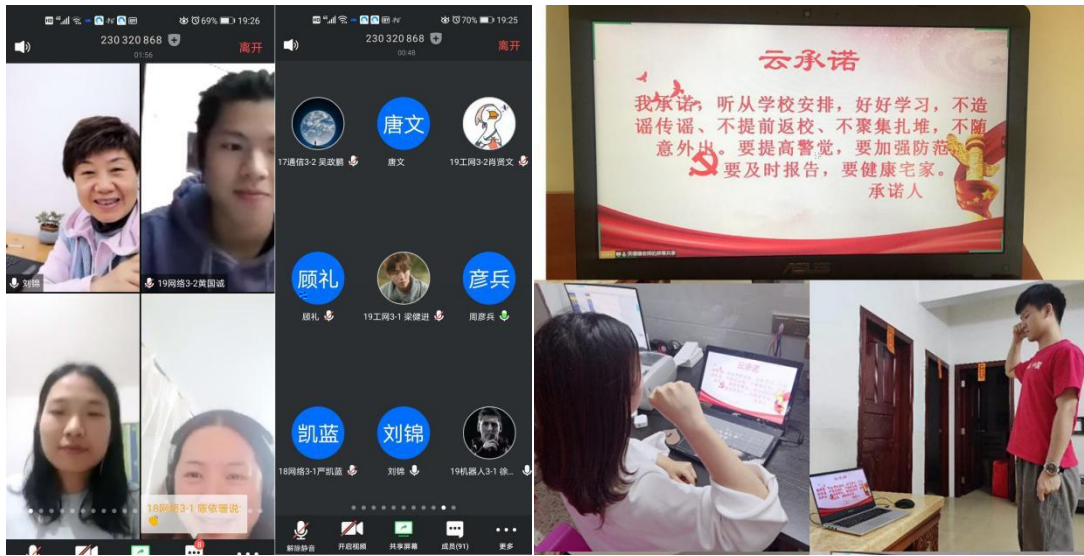 69% 19:26
230 320 868
离开
01:56
刘锦
19网络3-2黄国诚
18网络3-1 陈依珊说:
8
70% 19:25
230 320 868
离开
00:48
唐文
17通信3-2 吴政鹏
唐文
19工网3-2肖贤文
顾礼
彦兵
顾礼
19工网3-1 梁健进
周彦兵
凯蓝
刘锦
18网络3-1严凯蓝
刘锦
19机器人3-1 徐...
解除静音
开启视频
共享屏幕
成员(91)
更多
云承诺
我承诺：听从学校安排，好好学习，不造
谣传谣、不提前返校、不聚集扎堆，不随
意外出。要提高警觉，要加强防范，
要及时报告，要健康宅家。
承诺人
ASUS
云承诺